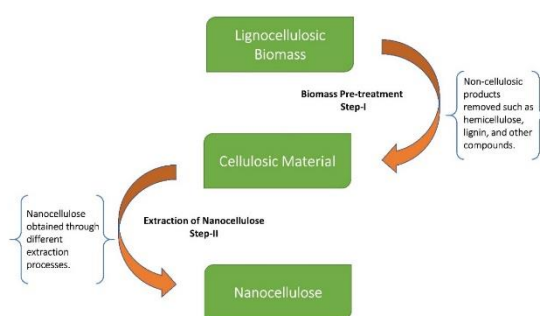 Lignocellulosic
Biomass
Biomass Pre-treatment
Step-I
Non-cellulosic
products
removed such as
hemicellulose,
lignin, and other
compounds.
Cellulosic Material
Nanocellulose
obtained through
different
extraction
processes.
Extraction of Nanocellulose
Step-II
Nanocellulose